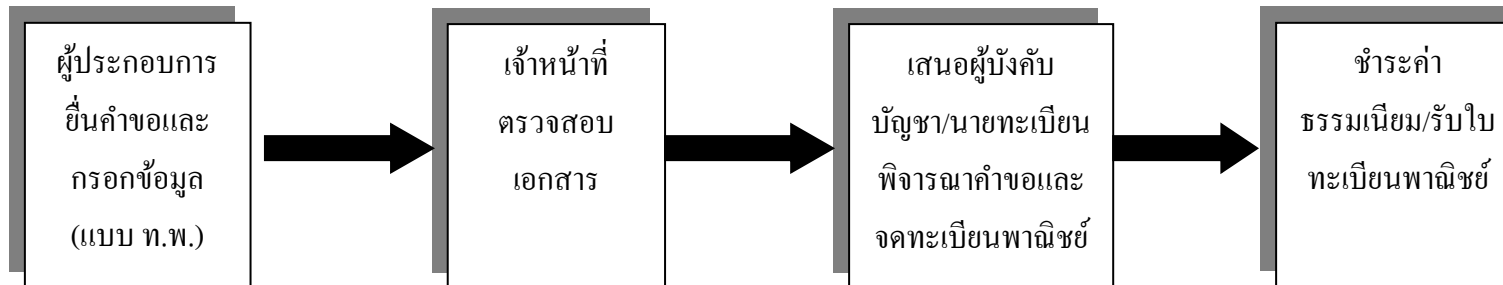 ผู้ประกอบการ
ยื่นคำขอและ
กรอกข้อมูล
(แบบ ท.พ.)
เจ้าหน้าที่
ตรวจสอบ
เอกสาร
เสนอผู้บังคับ
บัญชา/นายทะเบียน
พิจารณาคำขอและ
จดทะเบียนพาณิชย์
ชำระค่า
ธรรมเนียม/รับใบ
ทะเบียนพาณิชย์